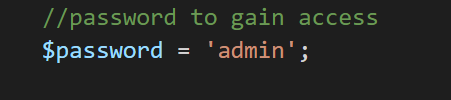 //password to gain access
$password = 'admin';